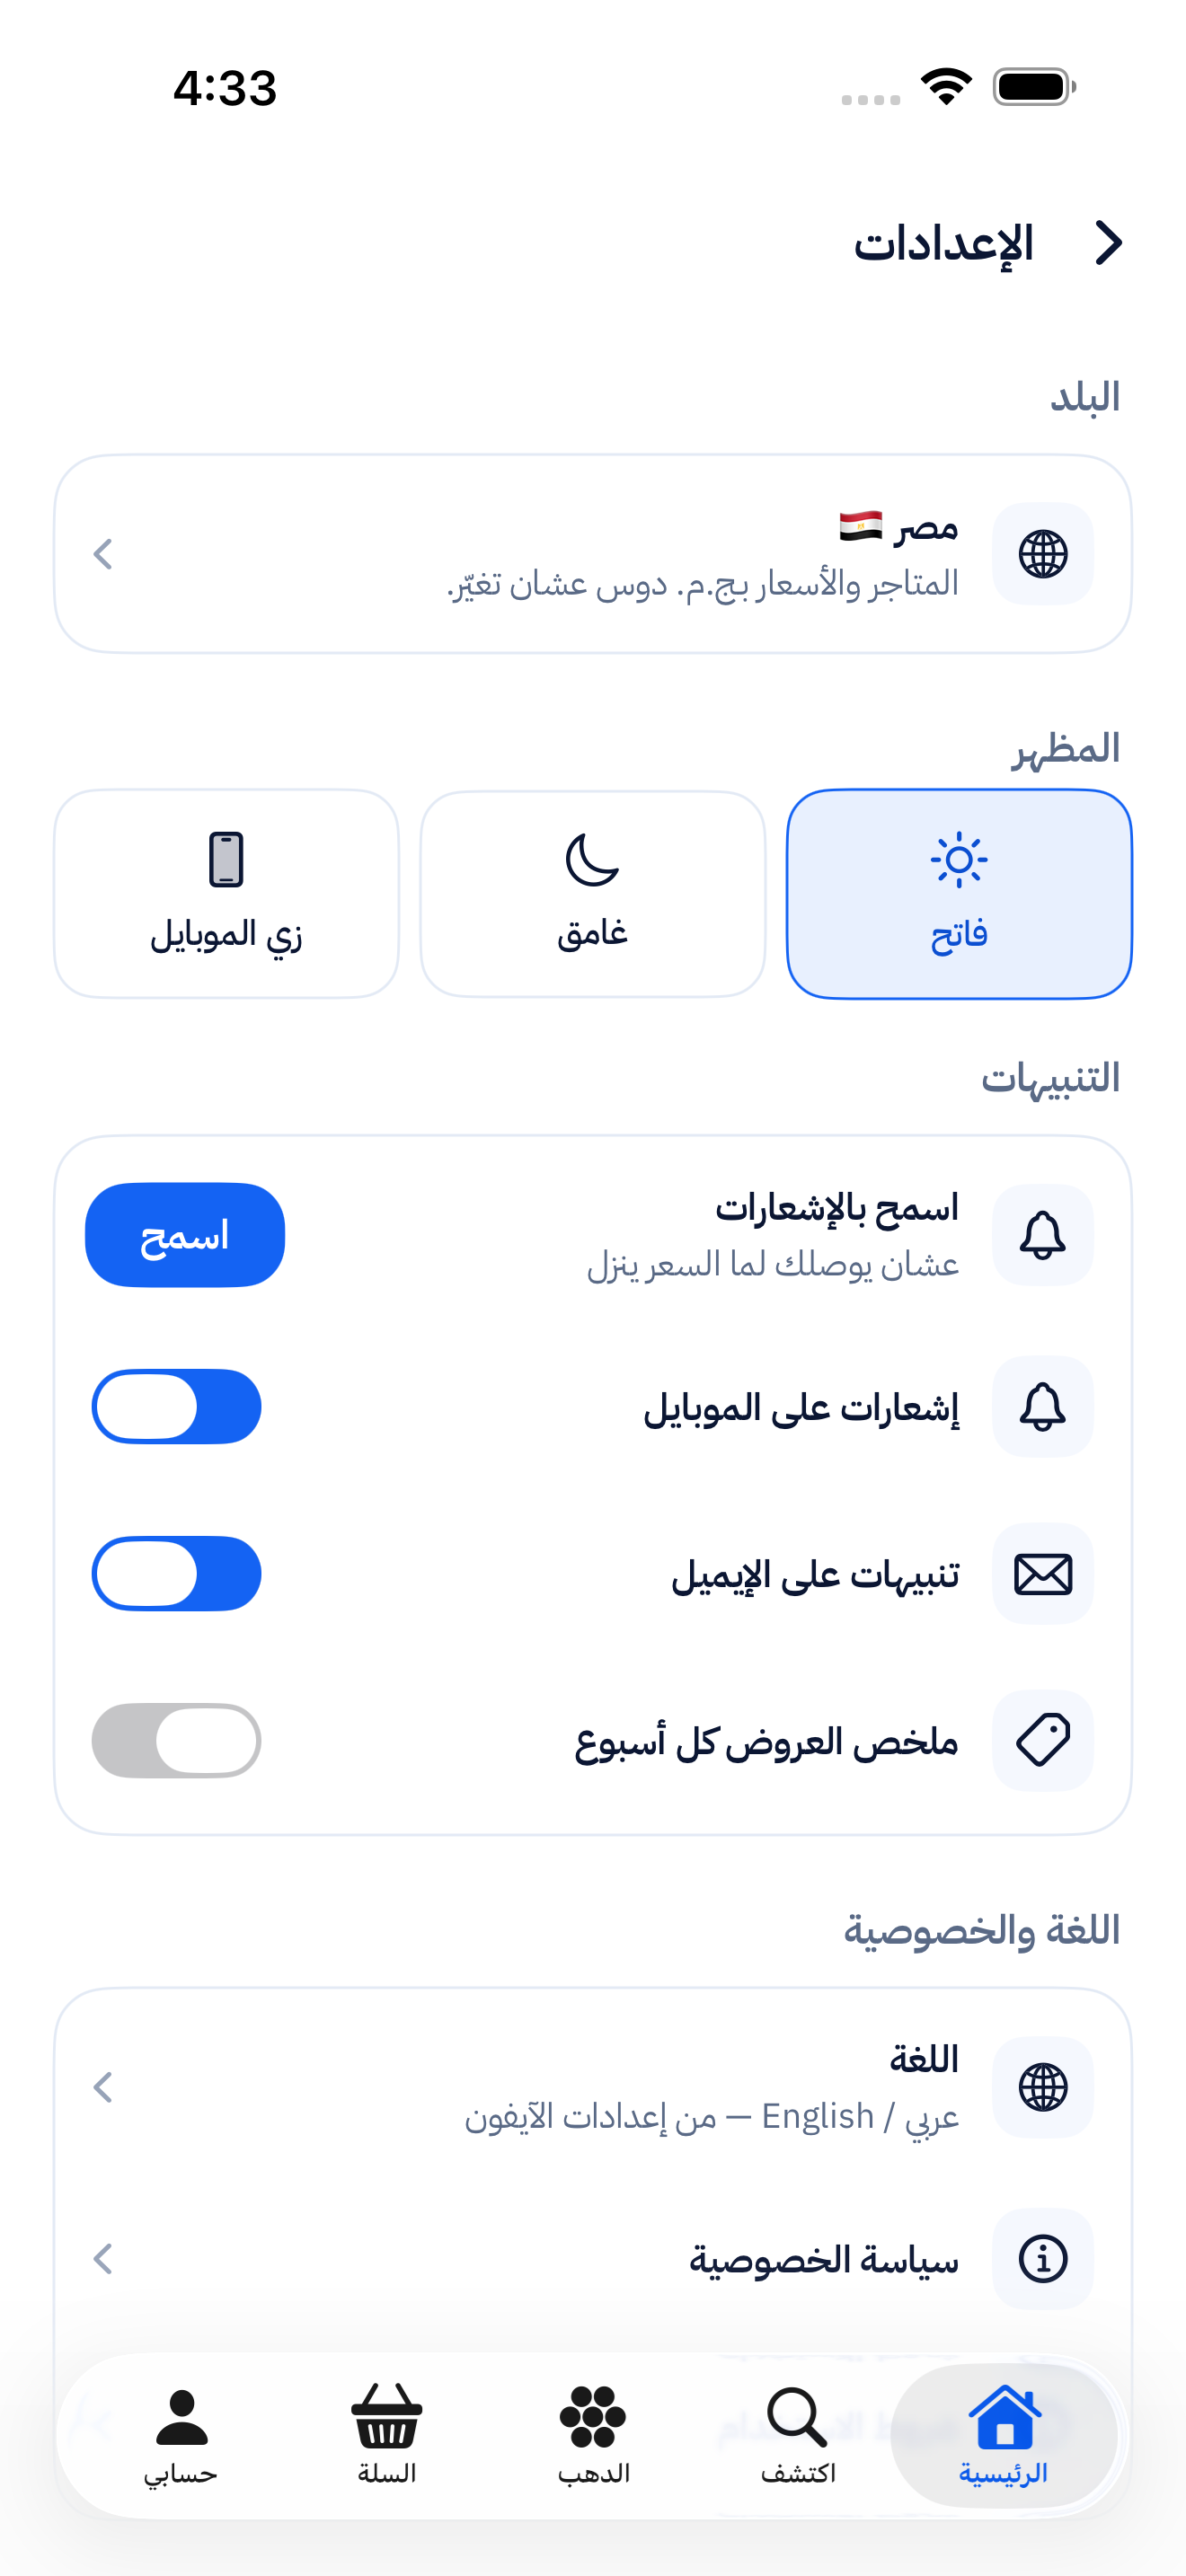 4:33
الإعدادات
البلد
مصر 🇪🇬
المتاجر والأسعار بـج.م. دوس عشان تغيّر.
المظهر
فاتح
غامق
زي الموبايل
التنبيهات
اسمح بالإشعارات
عشان يوصلك لما السعر ينزل
اسمح
إشعارات على الموبايل
تنبيهات على الإيميل
ملخص العروض كل أسبوع
اللغة والخصوصية
اللغة
عربي / English — من إعدادات الآيفون
سياسة الخصوصية
الرئيسية
اكتشف
الدهب
السلة
حسابي